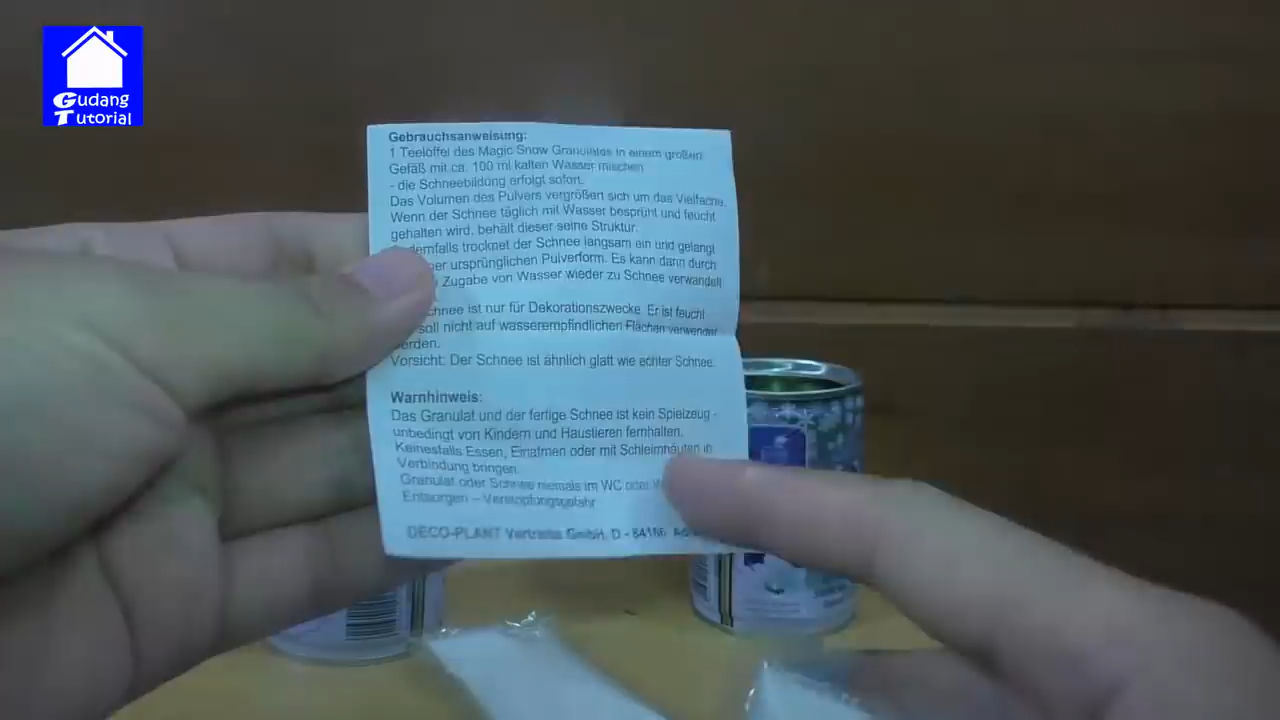 Gudang
Tutorial
Gebrauchsanweisung:
1 Teelöffel des Magic Snow Granulates in einem großen
Gefäß mit ca. 100 ml kalten Wasser mischen
- die Schneebildung erfolgt sofort.
Das Volumen des Pulvers vergrößert sich um das Vielfache.
Wenn der Schnee täglich mit Wasser besprüht und feucht
gehalten wird, behält dieser seine Struktur.
trocknet der Schnee langsam ein und gelangt
ursprünglichen Pulverform. Es kann dann durch
Zugabe von Wasser wieder zu Schnee verwandelt
ist nur für Dekorationszwecke. Er ist feucht
soll nicht auf wasserempfindlichen Flächen verwendet
werden.
Vorsicht: Der Schnee ist ähnlich glatt wie echter Schnee.
Warnhinweis:
Das Granulat und der fertige Schnee ist kein Spielzeug -
unbedingt von Kindern und Haustieren fernhalten.
Keinesfalls Essen, Einatmen oder mit Schleimhäuten in
Verbindung bringen.
Granulat oder Schnee niemals im WC oder
Entsorgen – Verstopfungsgefahr
DECO-PLANT Vertriebs GmbH, D -